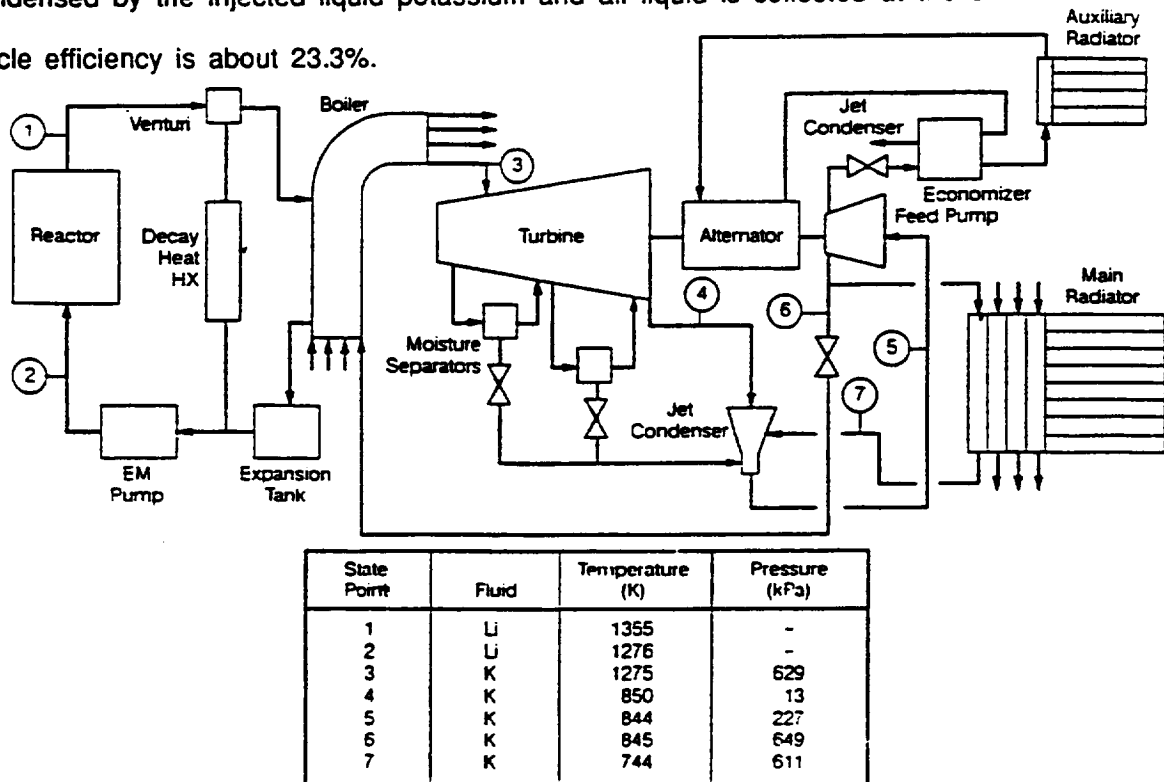 condensed by the injected liquid potassium and all liquid is collected at the
cle efficiency is about 23.3%.
Auxiliary
Radiator
Boiler
Jet
Condenser
1
Venturi
3
Economizer
Feed Pump
Reactor
Decay
Heat
HX
Turbine
Alternator
Main
Radiator
4
6
5
Moisture
Separators
2
7
Jet
Condenser
EM
Pump
Expansion
Tank
State
Point
Fluid
Temperature
(K)
Pressure
(kPa)
1 Li 1355 -
2 Li 1276 -
3 K 1275 629
4 K 850 13
5 K 844 227
6 K 845 649
7 K 744 611